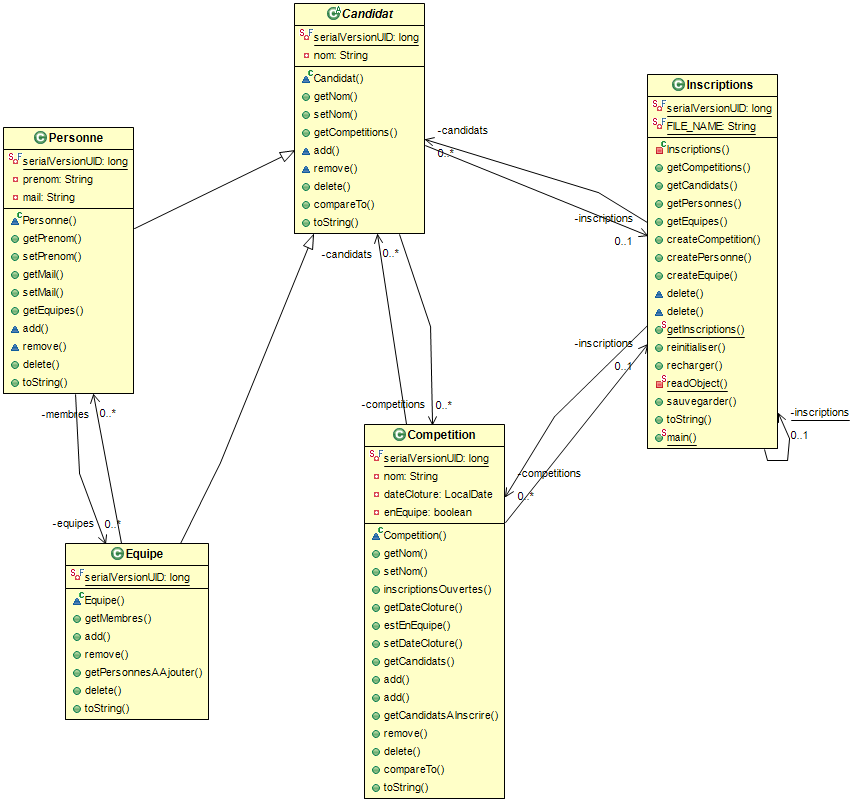 Candidat
serialVersionUID: long
nom: String
Candidat()
getNom()
setNom()
getCompetitions()
add()
remove()
delete()
compareTo()
toString()
Inscriptions
serialVersionUID: long
FILE_NAME: String
Inscriptions()
getCompetitions()
getCandidats()
getPersonnes()
getEquipes()
createCompetition()
createPersonne()
createEquipe()
delete()
delete()
getInscriptions()
reinitialiser()
recharger()
readObject()
sauvegarder()
toString()
main()
Personne
serialVersionUID: long
prenom: String
mail: String
Personne()
getPrenom()
setPrenom()
getMail()
setMail()
getEquipes()
add()
remove()
delete()
toString()
-candidats
0..*
-inscriptions
0..1
-candidats
0..*
-inscriptions
0..1
-competitions
0..*
-membres
0..*
-inscriptions
0..1
-competitions
0..*
-equipes
0..*
Competition
serialVersionUID: long
nom: String
dateCloture: LocalDate
enEquipe: boolean
Competition()
getNom()
setNom()
inscriptionsOuvertes()
getDateCloture()
estEnEquipe()
setDateCloture()
getCandidats()
add()
add()
getCandidatsAInscrire()
remove()
delete()
compareTo()
toString()
Equipe
serialVersionUID: long
Equipe()
getMembres()
add()
remove()
getPersonnesAAjouter()
delete()
toString()